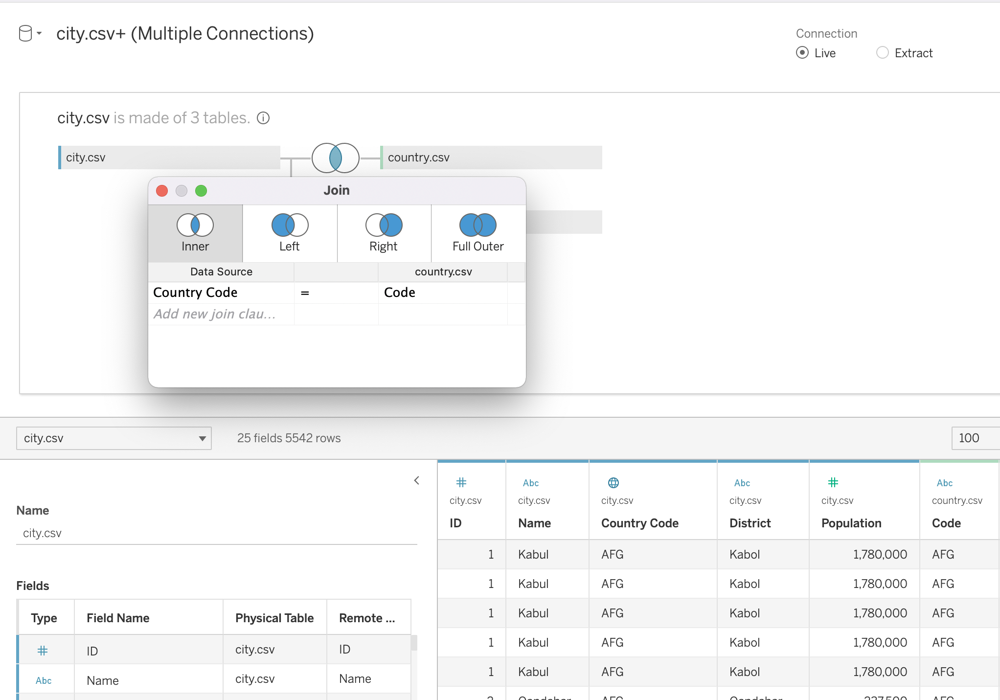 city.csv+ (Multiple Connections)
Connection
Live Extract
city.csv is made of 3 tables.
city.csv country.csv
Join
Inner Left Right Full Outer
Data Source country.csv
Country Code = Code
Add new join clau...
city.csv 25 fields 5542 rows 100
Name
city.csv
Fields
Type Field Name Physical Table Remote ...
# ID city.csv ID
Abc Name city.csv Name
# Abc Abc # Abc
city.csv city.csv city.csv city.csv city.csv country.csv
ID Name Country Code District Population Code
1 Kabul AFG Kabol 1,780,000 AFG
1 Kabul AFG Kabol 1,780,000 AFG
1 Kabul AFG Kabol 1,780,000 AFG
1 Kabul AFG Kabol 1,780,000 AFG
1 Kabul AFG Kabol 1,780,000 AFG